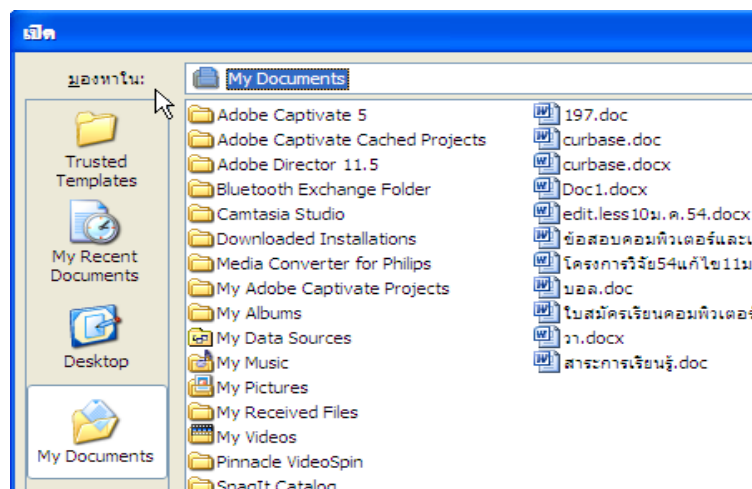 เปิด
มองหาใน:
My Documents
Trusted
Templates
My Recent
Documents
Desktop
My Documents
Adobe Captivate 5
Adobe Captivate Cached Projects
Adobe Director 11.5
Bluetooth Exchange Folder
Camtasia Studio
Downloaded Installations
Media Converter for Philips
My Adobe Captivate Projects
My Albums
My Data Sources
My Music
My Pictures
My Received Files
My Videos
Pinnacle VideoSpin
SnagIt Catalog
197.doc
curbase.doc
curbase.docx
Doc1.docx
edit.less10ม.ค.54.docx
ข้อสอบคอมพิวเตอร์และเ
โครงการวิจัย54แก้ไข11ม
บอล.doc
ใบสมัครเรียนคอมพิวเตอร์
วา.docx
สาระการเรียนรู้.doc